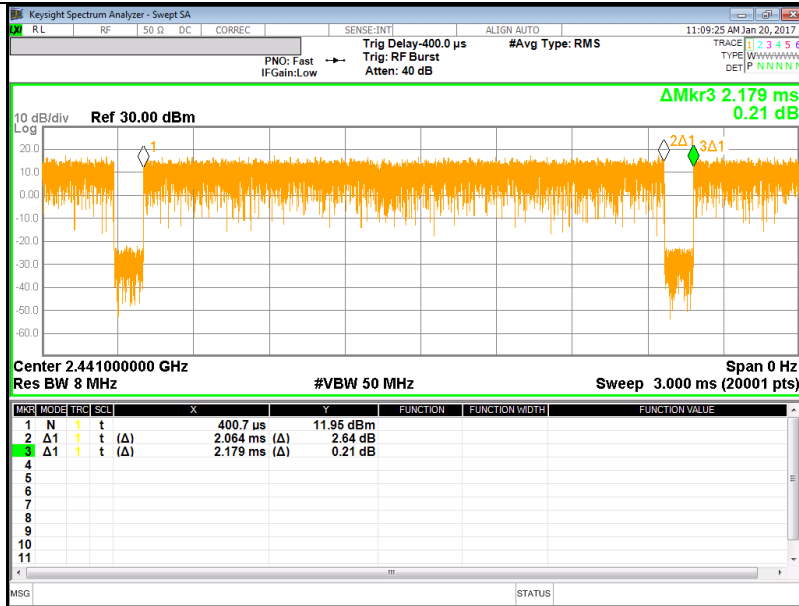 Keysight Spectrum Analyzer - Swept SA
LXI RL RF 50 Ω DC CORREC SENSE:INT ALIGN AUTO 11:09:25 AM Jan 20, 2017
Trig Delay-400.0 µs #Avg Type: RMS TRACE 1 2 3 4 5 6
PNO: Fast Trig: RF Burst TYPE WWWWWW
IFGain:Low Atten: 40 dB DET P N N N N N
ΔMkr3 2.179 ms
0.21 dB
10 dB/div Ref 30.00 dBm
Log
1 2Δ1 3Δ1
20.0
10.0
0.00
-10.0
-20.0
-30.0
-40.0
-50.0
-60.0
Center 2.441000000 GHz Span 0 Hz
Res BW 8 MHz #VBW 50 MHz Sweep 3.000 ms (20001 pts)
MKR MODE TRC SCL X Y FUNCTION FUNCTION WIDTH FUNCTION VALUE
1 N 1 t 400.7 µs 11.95 dBm
2 Δ1 1 t (Δ) 2.064 ms (Δ) 2.64 dB
3 Δ1 1 t (Δ) 2.179 ms (Δ) 0.21 dB
4
5
6
7
8
9
10
11
MSG STATUS